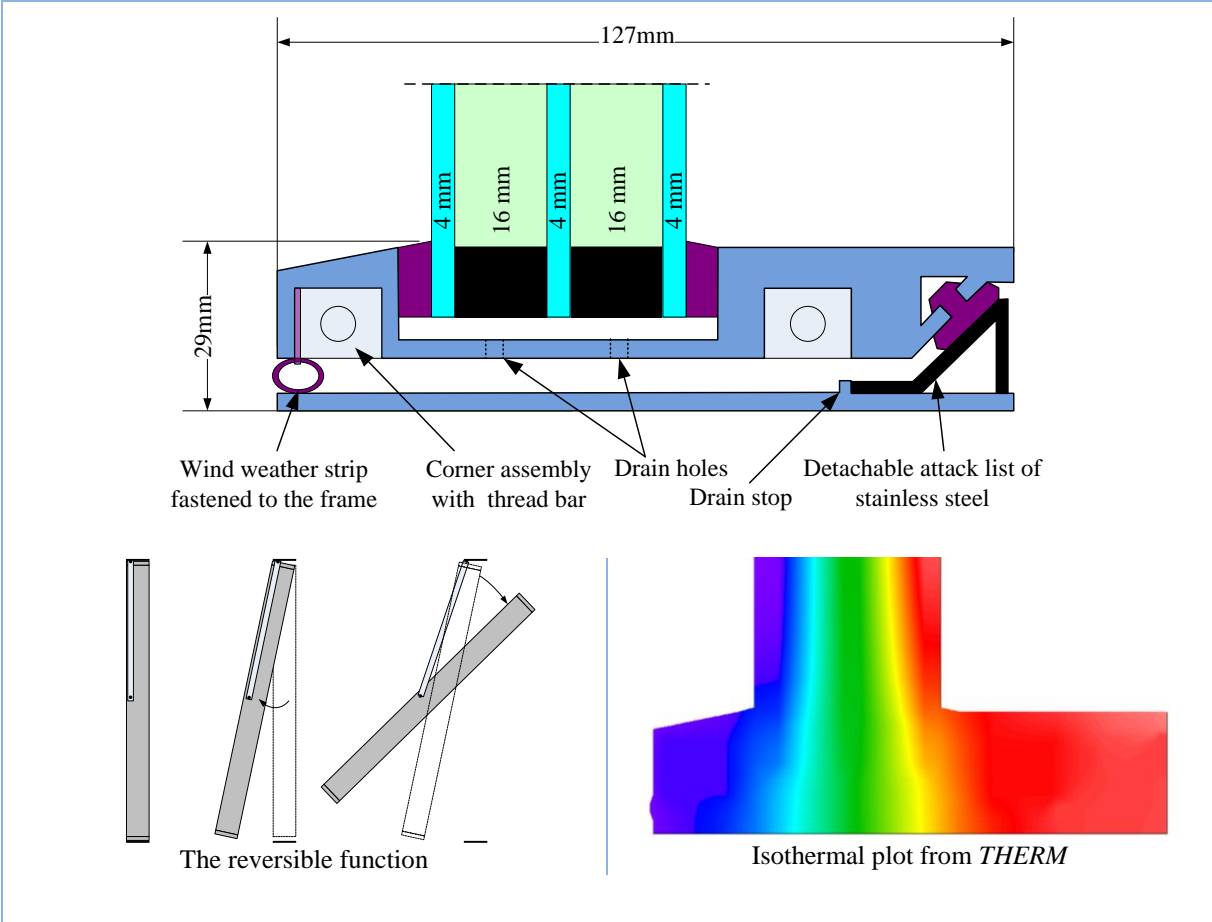 127mm
4 mm
16 mm
4 mm
16 mm
4 mm
29mm
Wind weather strip
fastened to the frame
Corner assembly
with thread bar
Drain holes
Drain stop
Detachable attack list of
stainless steel
The reversible function
Isothermal plot from THERM